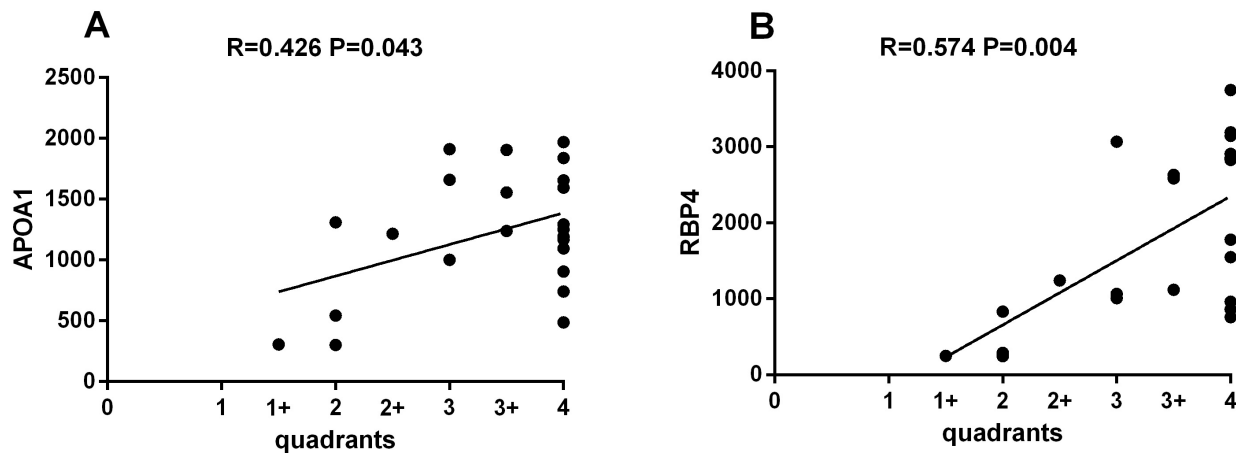 A
R=0.426 P=0.043
2500
2000
1500
1000
500
0
APOA1
0 1 1+ 2 2+ 3 3+ 4
quadrants
B
R=0.574 P=0.004
4000
3000
2000
1000
0
RBP4
0 1 1+ 2 2+ 3 3+ 4
quadrants